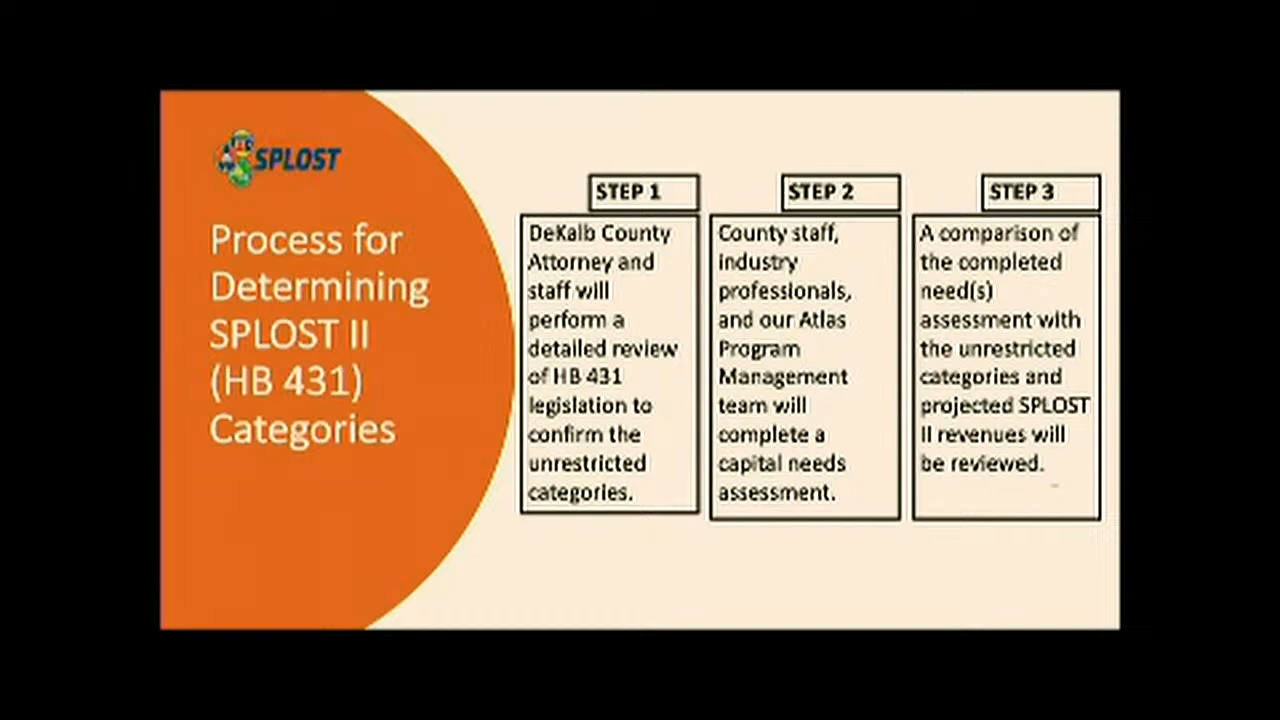 SPLOST
Process for
Determining
SPLOST II
(HB 431)
Categories
STEP 1
DeKalb County
Attorney and
staff will
perform a
detailed review
of HB 431
legislation to
confirm the
unrestricted
categories.
STEP 2
County staff,
industry
professionals,
and our Atlas
Program
Management
team will
complete a
capital needs
assessment.
STEP 3
A comparison of
the completed
need(s)
assessment with
the unrestricted
categories and
projected SPLOST
II revenues will
be reviewed.